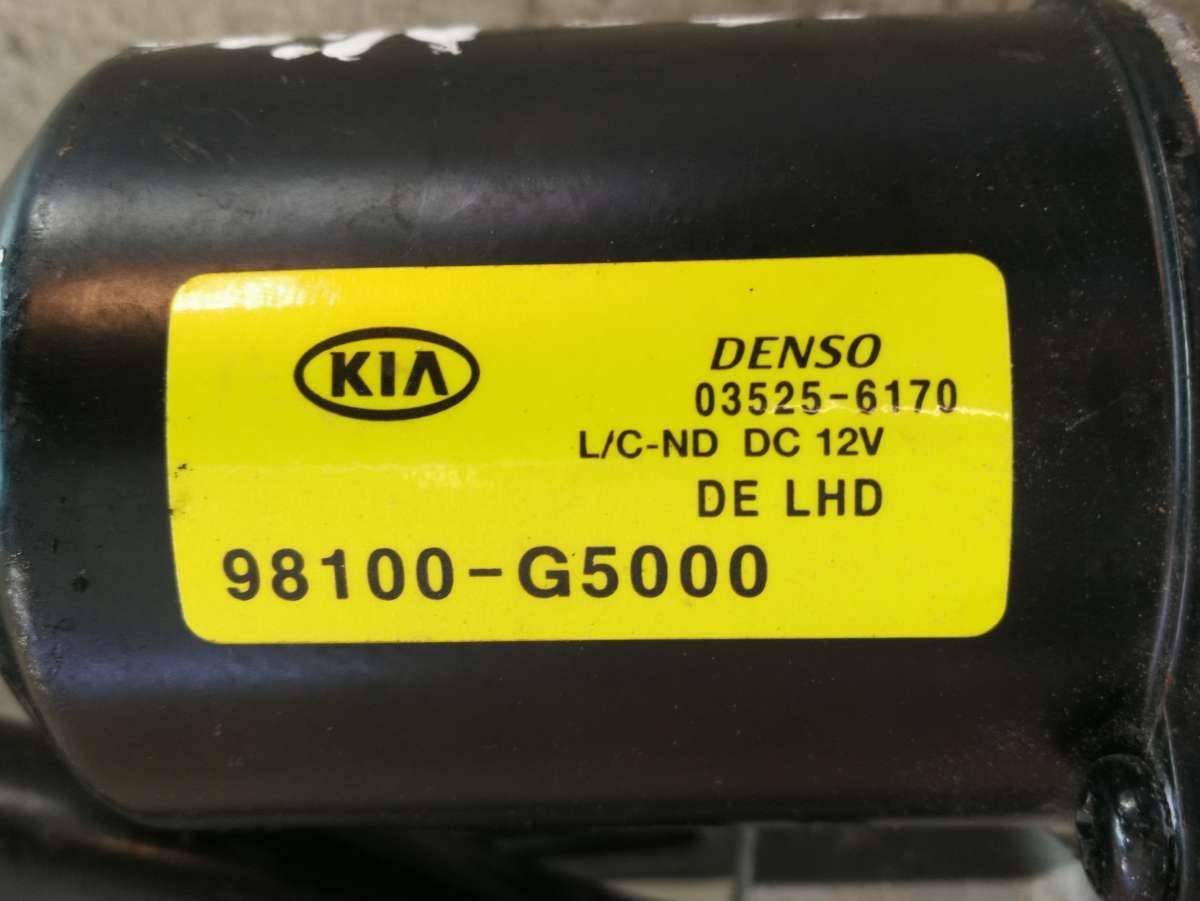 KIA
DENSO
03525-6170
L/C-ND DC 12V
DE LHD
98100-G5000